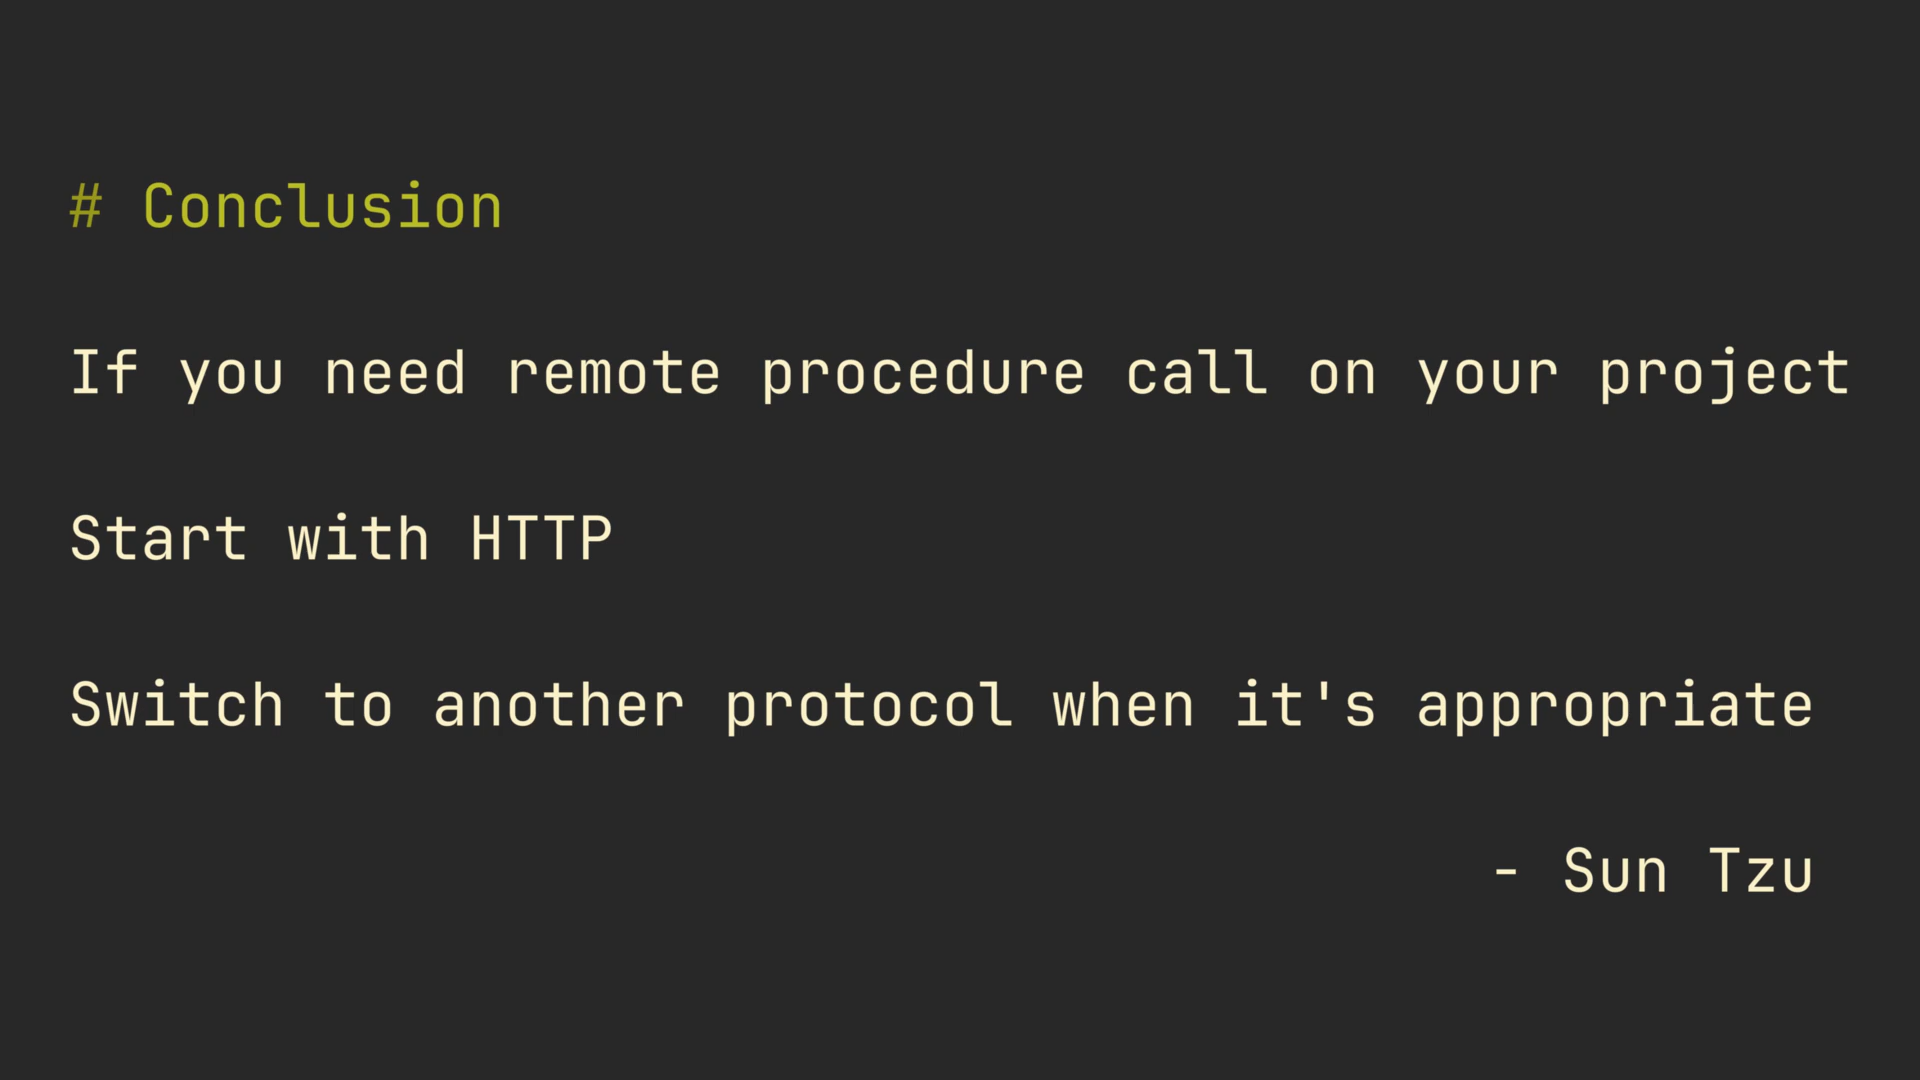 # Conclusion
If you need remote procedure call on your project
Start with HTTP
Switch to another protocol when it's appropriate
- Sun Tzu